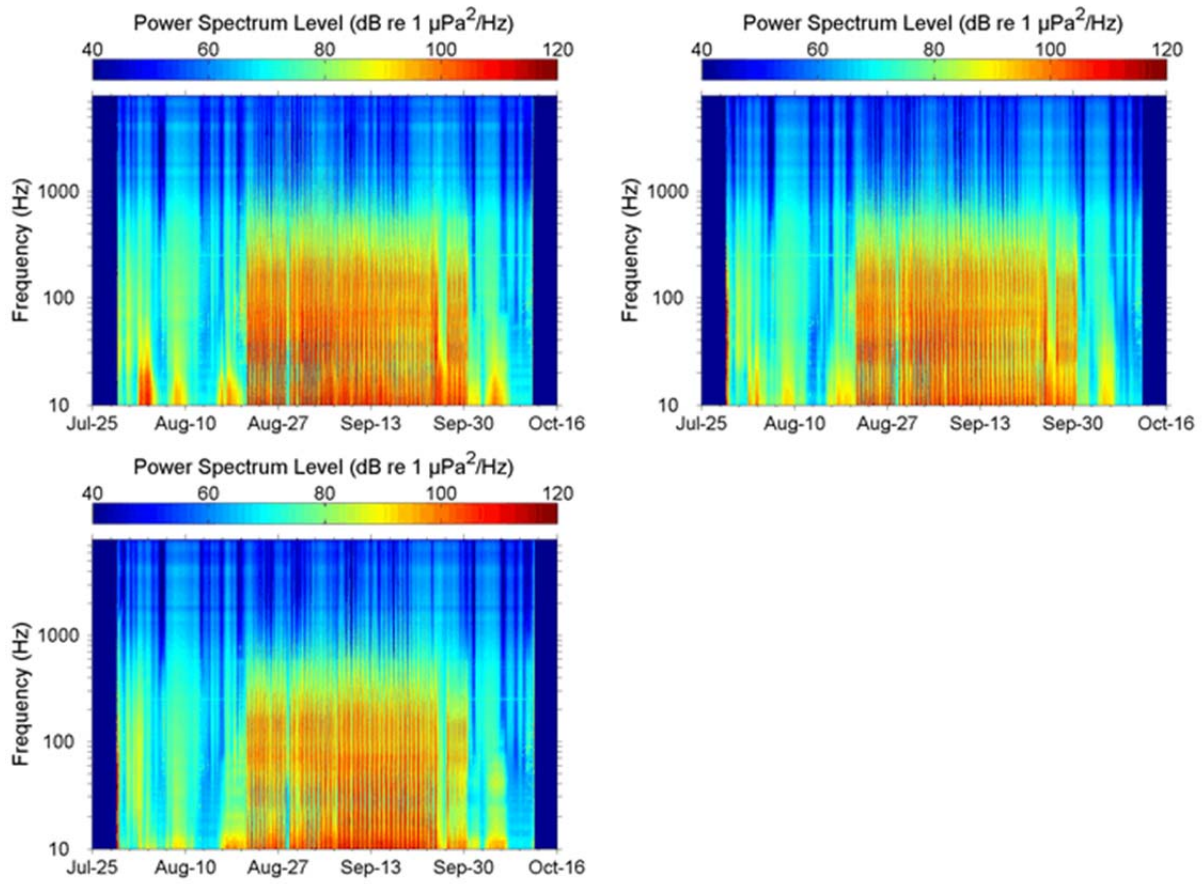 Power Spectrum Level (dB re 1 µPa²/Hz)
40 60 80 100 120
Frequency (Hz)
1000
100
10
Jul-25 Aug-10 Aug-27 Sep-13 Sep-30 Oct-16
Power Spectrum Level (dB re 1 µPa²/Hz)
40 60 80 100 120
Frequency (Hz)
1000
100
10
Jul-25 Aug-10 Aug-27 Sep-13 Sep-30 Oct-16
Power Spectrum Level (dB re 1 µPa²/Hz)
40 60 80 100 120
Frequency (Hz)
1000
100
10
Jul-25 Aug-10 Aug-27 Sep-13 Sep-30 Oct-16